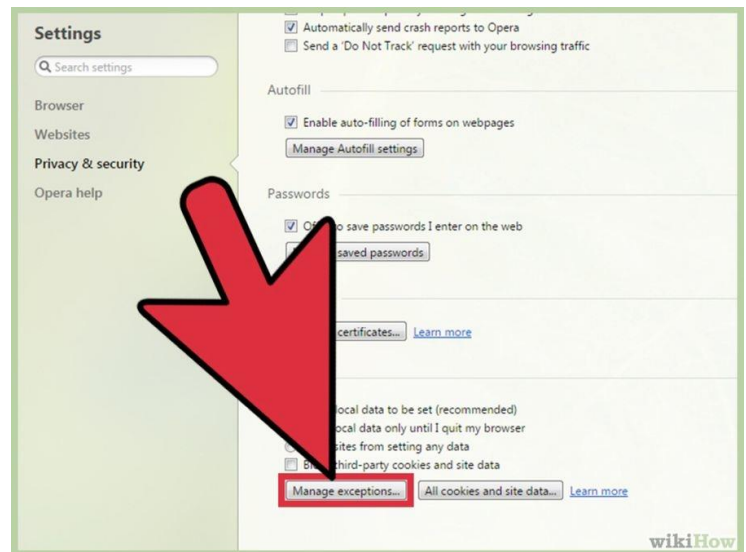 Settings
Search settings
Browser
Websites
Privacy & security
Opera help
Automatically send crash reports to Opera
Send a 'Do Not Track' request with your browsing traffic
Autofill
Enable auto-filling of forms on webpages
Manage Autofill settings
Passwords
to save passwords I enter on the web
saved passwords
certificates... Learn more
local data to be set (recommended)
local data only until I quit my browser
sites from setting any data
third-party cookies and site data
Manage exceptions... All cookies and site data... Learn more
wikiHow